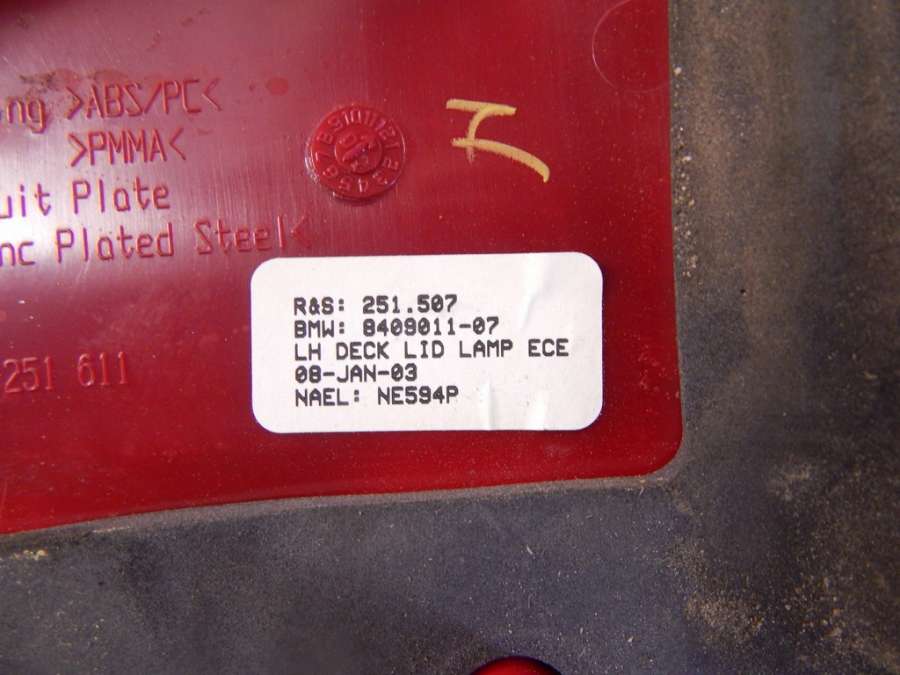 ng >ABS/PC<
>PMMA<
uit Plate
nc Plated Steel<
251 611
R&S: 251.507
BMW: 8409011-07
LH DECK LID LAMP ECE
08-JAN-03
NAEL: NE594P